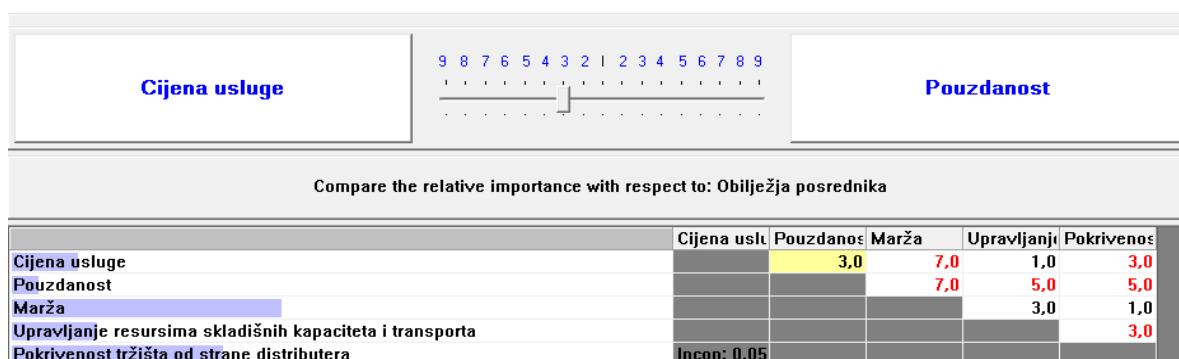 9 8 7 6 5 4 3 2 | 2 3 4 5 6 7 8 9
Cijena usluge Pouzdanost
Compare the relative importance with respect to: Obilježja posrednika
Cijena uslu Pouzdanos Marža Upravljanje Pokrivenos
Cijena usluge 3,0 7,0 1,0 3,0
Pouzdanost 7,0 5,0 5,0
Marža 3,0 1,0
Upravljanje resursima skladišnih kapaciteta i transporta 3,0
Pokrivenost tržišta od strane distributera Incon: 0,05